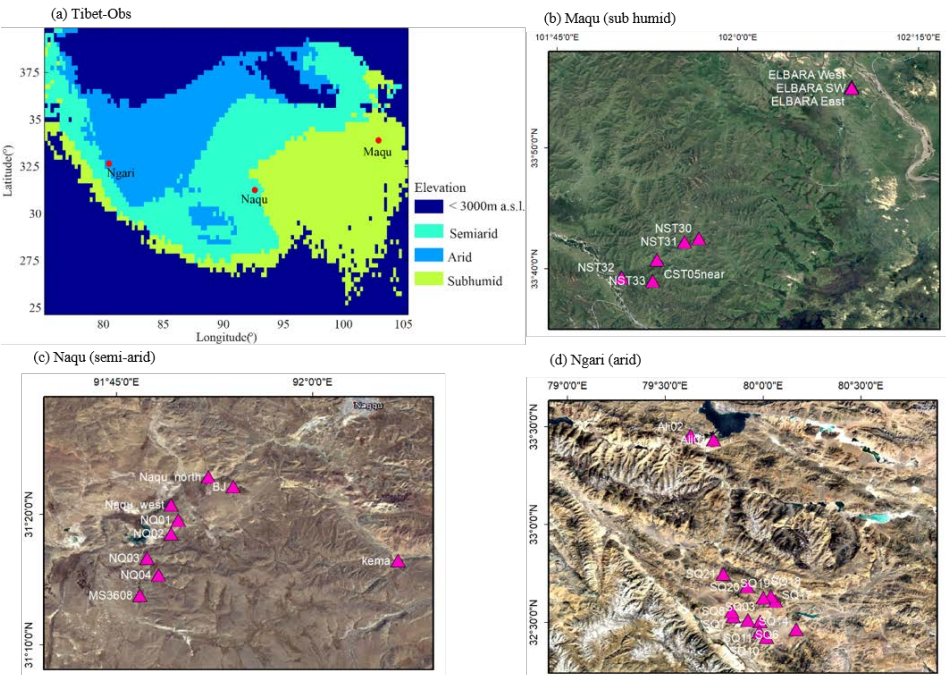 (a) Tibet-Obs
37.5
35
32.5
30
27.5
25
Latitude(º)
80
85
90
95
100
105
Longitude(º)
Ngari
Naqu
Maqu
Elevation
< 3000m a.s.l.
Semiarid
Arid
Subhumid
(b) Maqu (sub humid)
101°45'0"E
102°0'0"E
102°15'0"E
33°50'0"N
33°40'0"N
ELBARA West
ELBARA SW
ELBARA East
NST30
NST31
CST05near
NST32
NST33
(c) Naqu (semi-arid)
91°45'0"E
92°0'0"E
31°20'0"N
31°10'0"N
Naqu
Naqu_north
BJ
Naqu_west
NQ01
NQ02
NQ03
NQ04
MS3608
kema
(d) Ngari (arid)
79°0'0"E
79°30'0"E
80°0'0"E
80°30'0"E
33°30'0"N
33°0'0"N
32°30'0"N
Ali02
SQ21
SQ20
SQ19
SQ17
SQ03
SQ14
SQ6
SQ11
SQ10